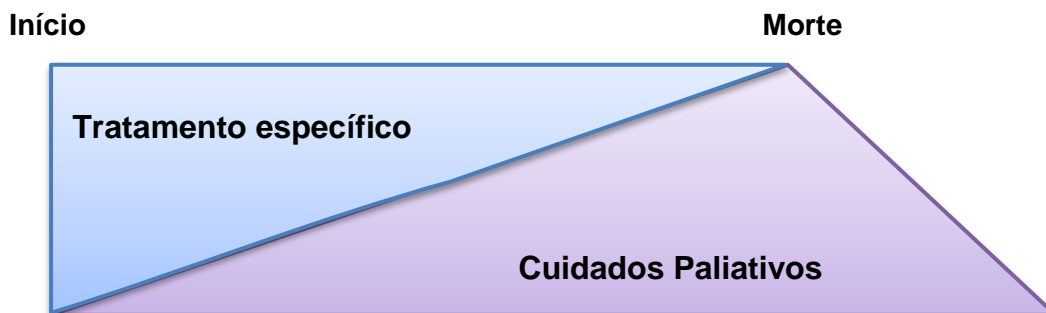 Início
Morte
Tratamento específico
Cuidados Paliativos